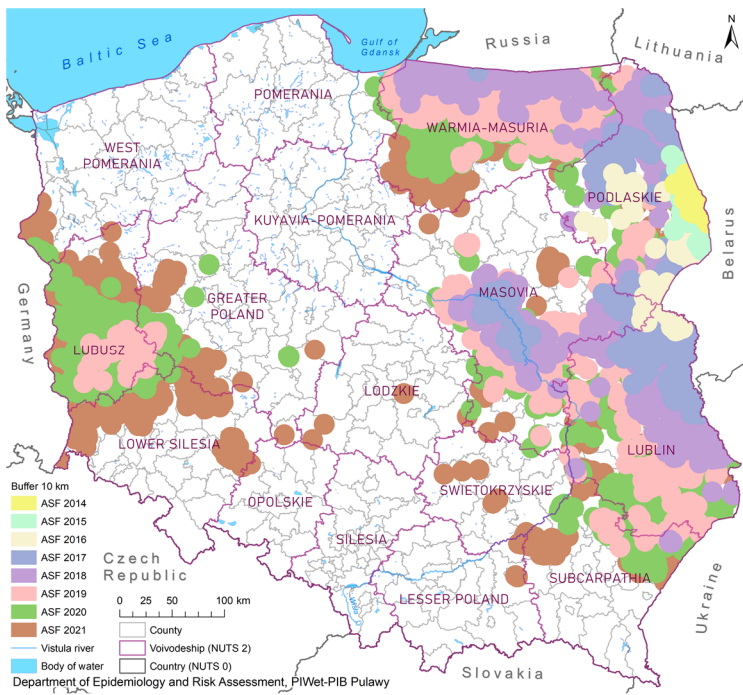 Baltic Sea
Gulf of
Gdansk
Russia
Lithuania
N
POMERANIA
WARMIA-MASURIA
WEST
POMERANIA
PODLASKIE
KUYAVIA-POMERANIA
Belarus
Germany
GREATER
POLAND
MASOVIA
LUBUSZ
LODZKIE
LOWER SILESIA
LUBLIN
OPOLSKIE
SWIETOKRZYSKIE
SILESIA
Czech
Republic
SUBCARPATHIA
LESSER POLAND
Ukraine
Slovakia
Buffer 10 km
ASF 2014
ASF 2015
ASF 2016
ASF 2017
ASF 2018
ASF 2019
ASF 2020
ASF 2021
Vistula river
Body of water
0 50 100 km
County
Voivodeship (NUTS 2)
Country (NUTS 0)
Department of Epidemiology and Risk Assessment, PIWet-PIB Pulawy